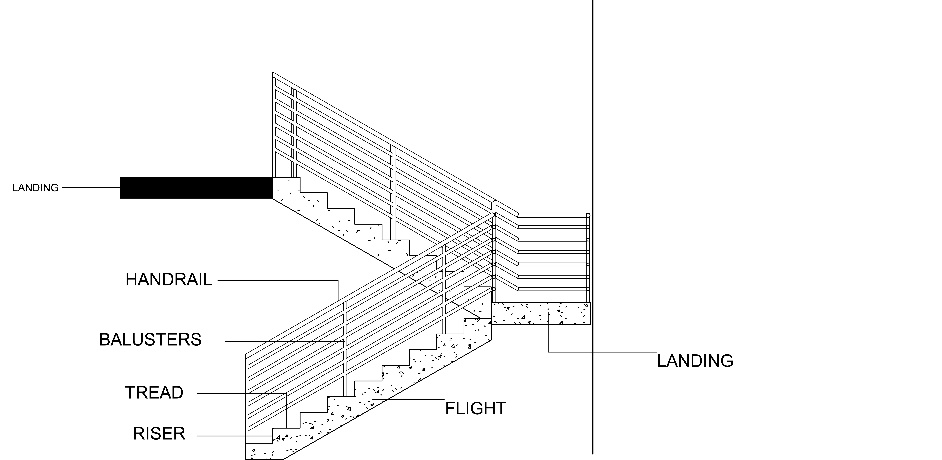 LANDING
HANDRAIL
BALUSTERS
LANDING
TREAD
FLIGHT
RISER